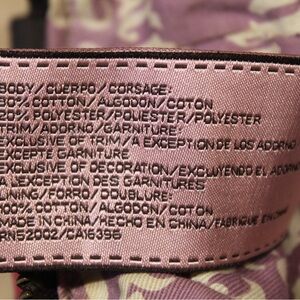 BODY/CUERPO/CORSAGE:
80%COTTON/ALGODON/COTON
20%POLYESTER/POLIESTER/POLYESTER
TRIM/ADORNO/GARNITURE:
EXCLUSIVE OF TRIM/A EXCEPTION DE LOS ADORNO
EXCEPTE GARNITURE
EXCLUSIVE OF DECORATION/EXCLUYENDO EL ADORNO
A LEXCEPTION DES GARNITURES
LINING/FORRO/DOUBLURE:
COTTON/ALGODON/COTON
MADE IN CHINA/HECHO EN CHINA/FABRIQUE EN CHINE
RN52002/CA16396